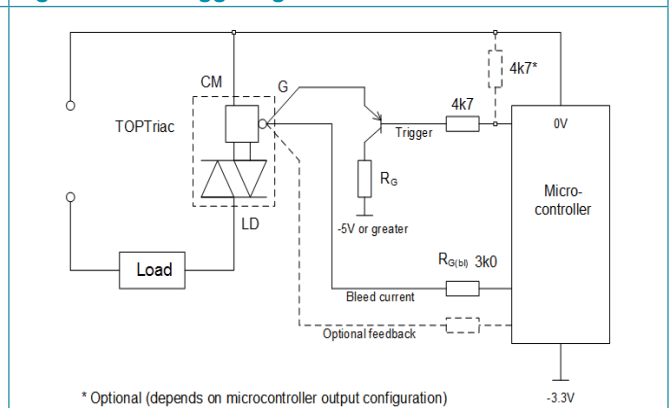 CM
G
4k7*
4k7
0V
TOPTriac
Trigger
RG
Micro-
controller
-5V or greater
LD
RG(bl) 3k0
Load
Bleed current
Optional feedback
* Optional (depends on microcontroller output configuration)
-3.3V